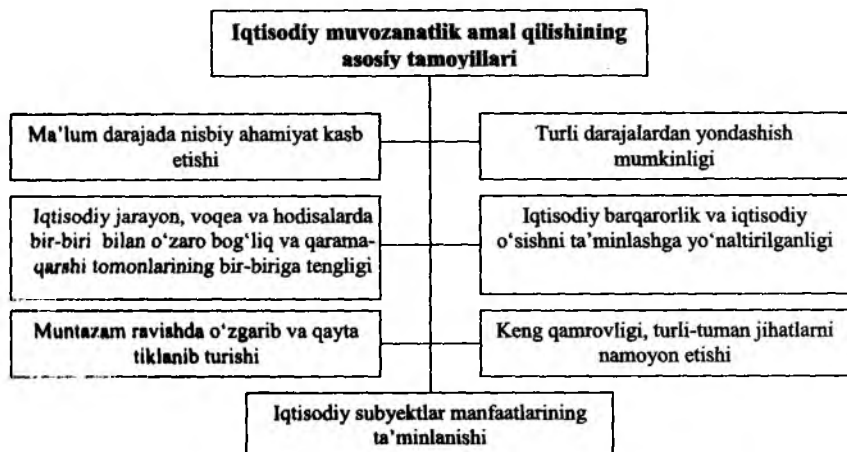 Iqtisodiy muvozanatlik amal qilishining
asosiy tamoyillari
Ma’lum darajada nisbiy ahamiyat kasb
etishi
Turli darajalardan yondashish
mumkinligi
Iqtisodiy jarayon, voqea va hodisalarda
bir-biri bilan o‘zaro bog‘liq va qarama-
qarshi tomonlarining bir-biriga tengligi
Iqtisodiy barqarorlik va iqtisodiy
o‘sishni ta’minlashga yo‘naltirilganligi
Muntazam ravishda o‘zgarib va qayta
tiklanib turishi
Keng qamrovligi, turli-tuman jihatlarni
namoyon etishi
Iqtisodiy subyektlar manfaatlarining
ta’minlanishi